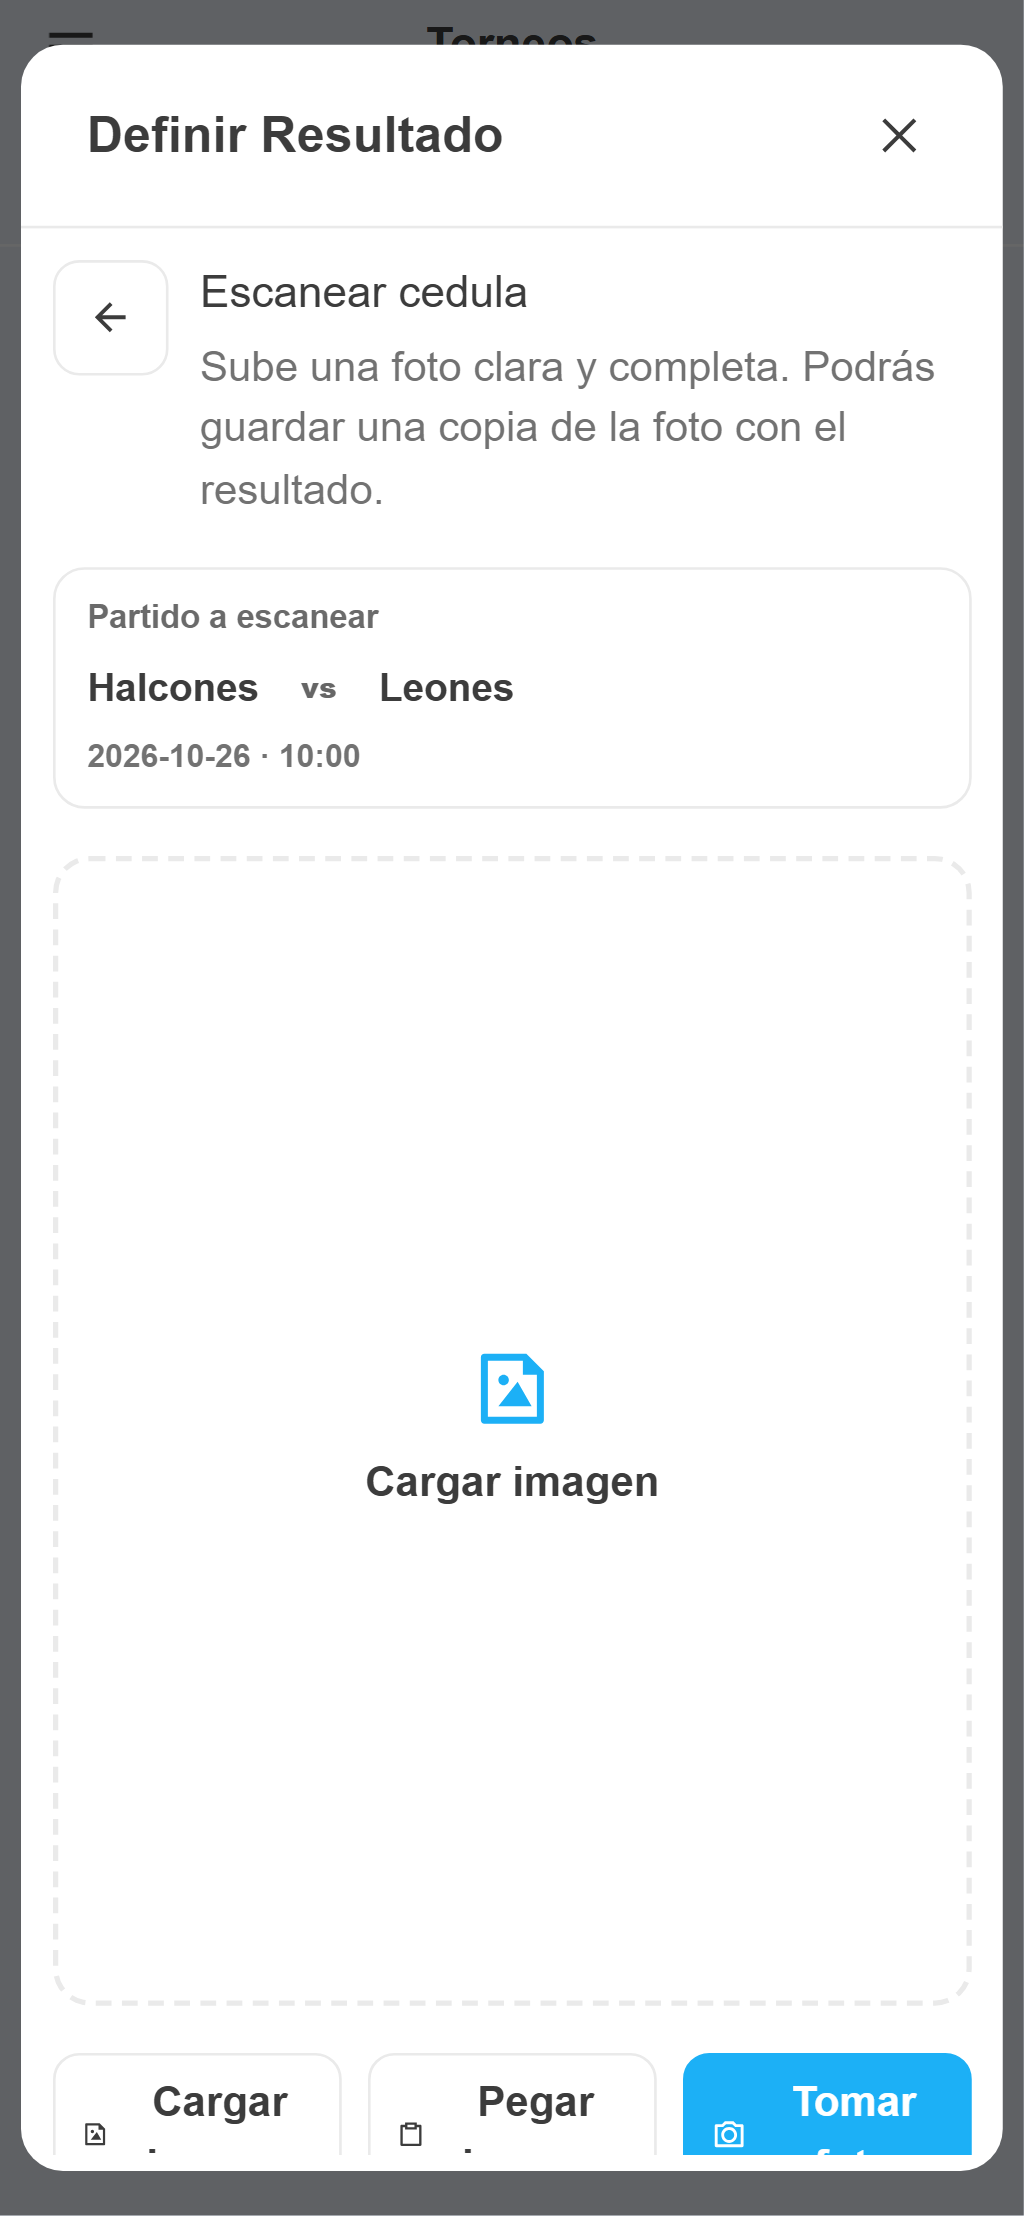 Torneos
Definir Resultado
Escanear cedula
Sube una foto clara y completa. Podrás
guardar una copia de la foto con el
resultado.
Partido a escanear
Halcones vs Leones
2026-10-26 · 10:00
Cargar imagen
Cargar
Pegar
Tomar